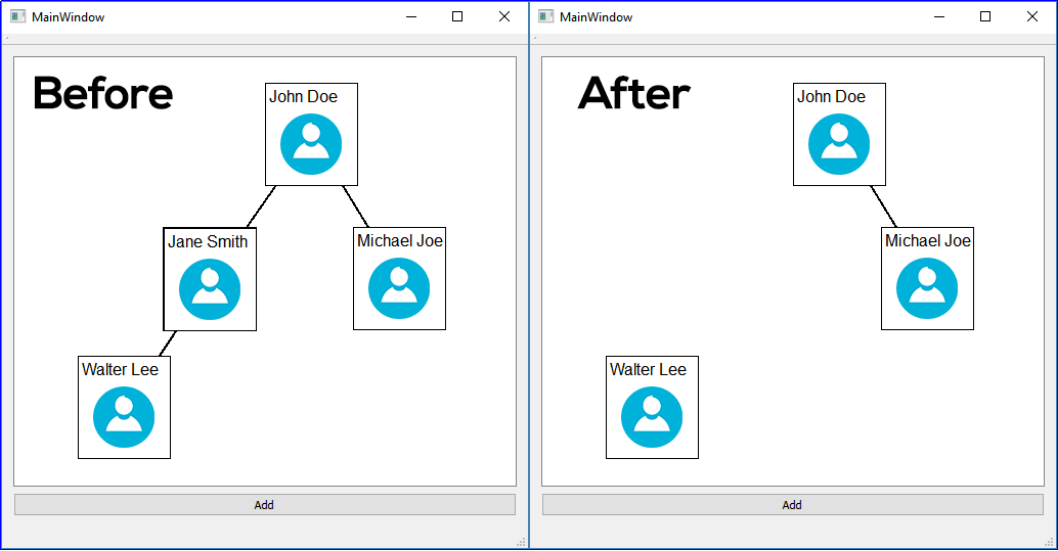 MainWindow
Before
John Doe
Jane Smith
Michael Joe
Walter Lee
Add
MainWindow
After
John Doe
Michael Joe
Walter Lee
Add